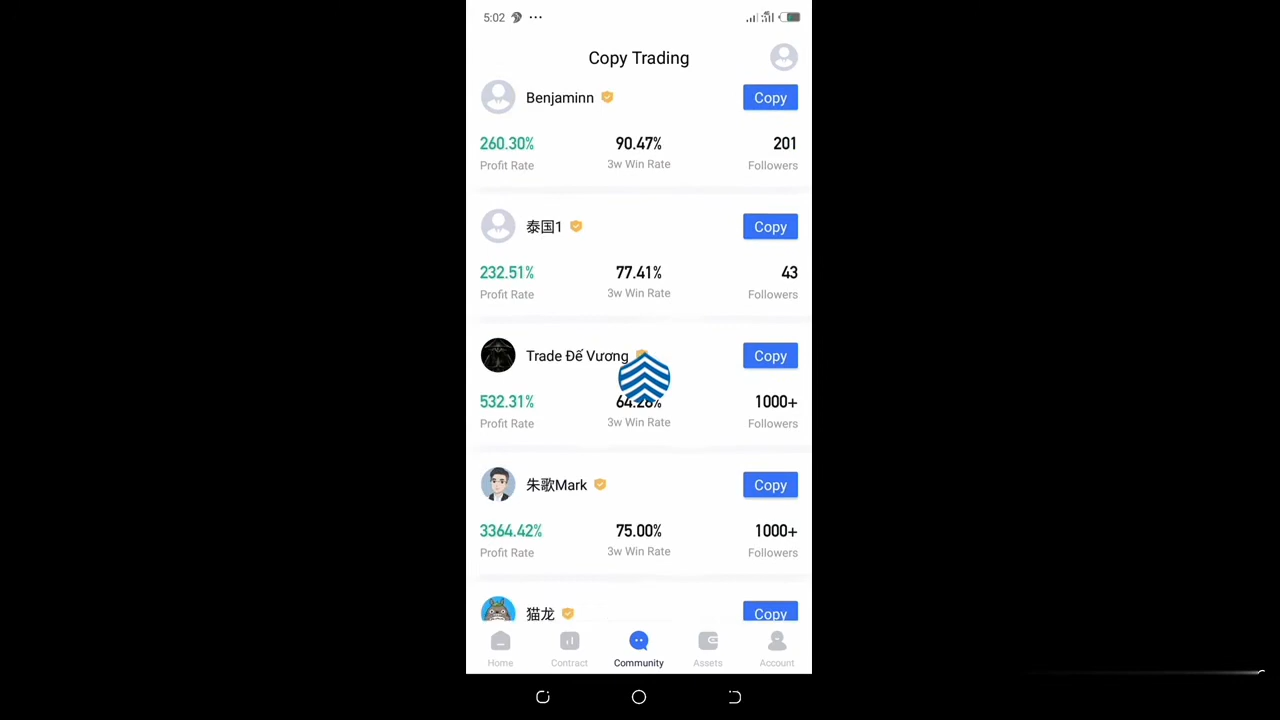 5:02
Copy Trading
Benjaminn Copy
260.30% 90.47% 201
Profit Rate 3w Win Rate Followers
泰国1 Copy
232.51% 77.41% 43
Profit Rate 3w Win Rate Followers
Trade Đế Vương Copy
532.31% 64.28% 1000+
Profit Rate 3w Win Rate Followers
朱歌Mark Copy
3364.42% 75.00% 1000+
Profit Rate 3w Win Rate Followers
猫龙 Copy
Home Contract Community Assets Account